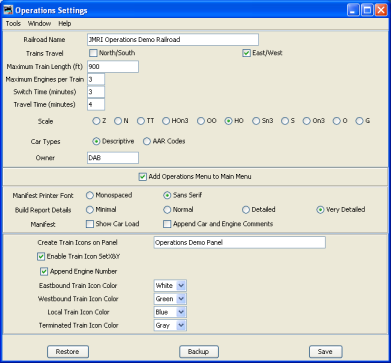 Operations Settings
Tools Window Help
Railroad Name JMRI Operations Demo Railroad
Trains Travel North/South East/West
Maximum Train Length (ft) 900
Maximum Engines per Train 3
Switch Time (minutes) 3
Travel Time (minutes) 4
Scale Z N TT HOn3 OO HO Sn3 S On3 O G
Car Types Descriptive AAR Codes
Owner DAB
Add Operations Menu to Main Menu
Manifest Printer Font Monospaced Sans Serif
Build Report Details Minimal Normal Detailed Very Detailed
Manifest Show Car Load Append Car and Engine Comments
Create Train Icons on Panel Operations Demo Panel
Enable Train Icon SetX&Y
Append Engine Number
Eastbound Train Icon Color White
Westbound Train Icon Color Green
Local Train Icon Color Blue
Terminated Train Icon Color Gray
Restore Backup Save